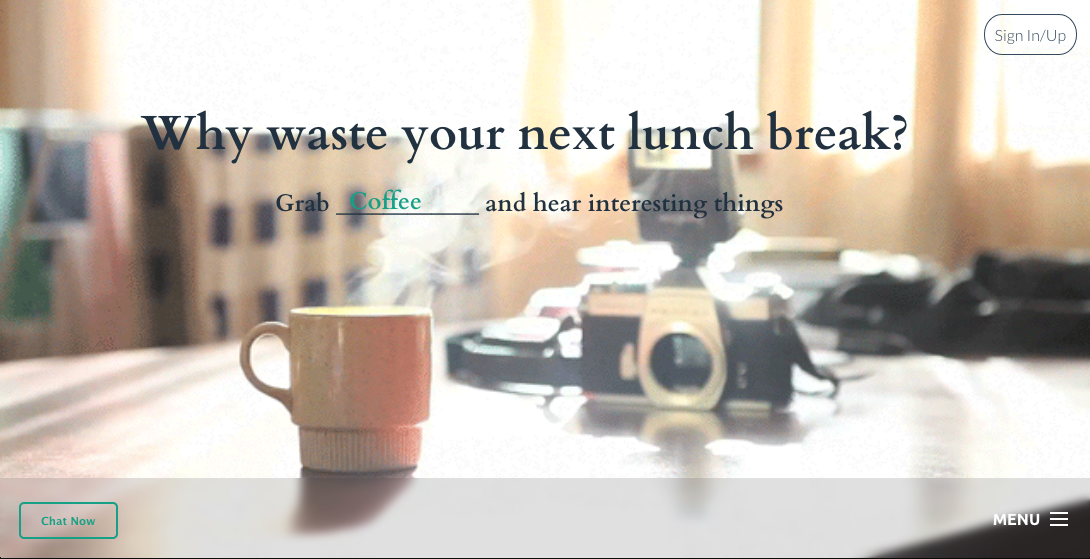 Sign In/Up
Why waste your next lunch break?
Grab Coffee and hear interesting things
Chat Now
MENU